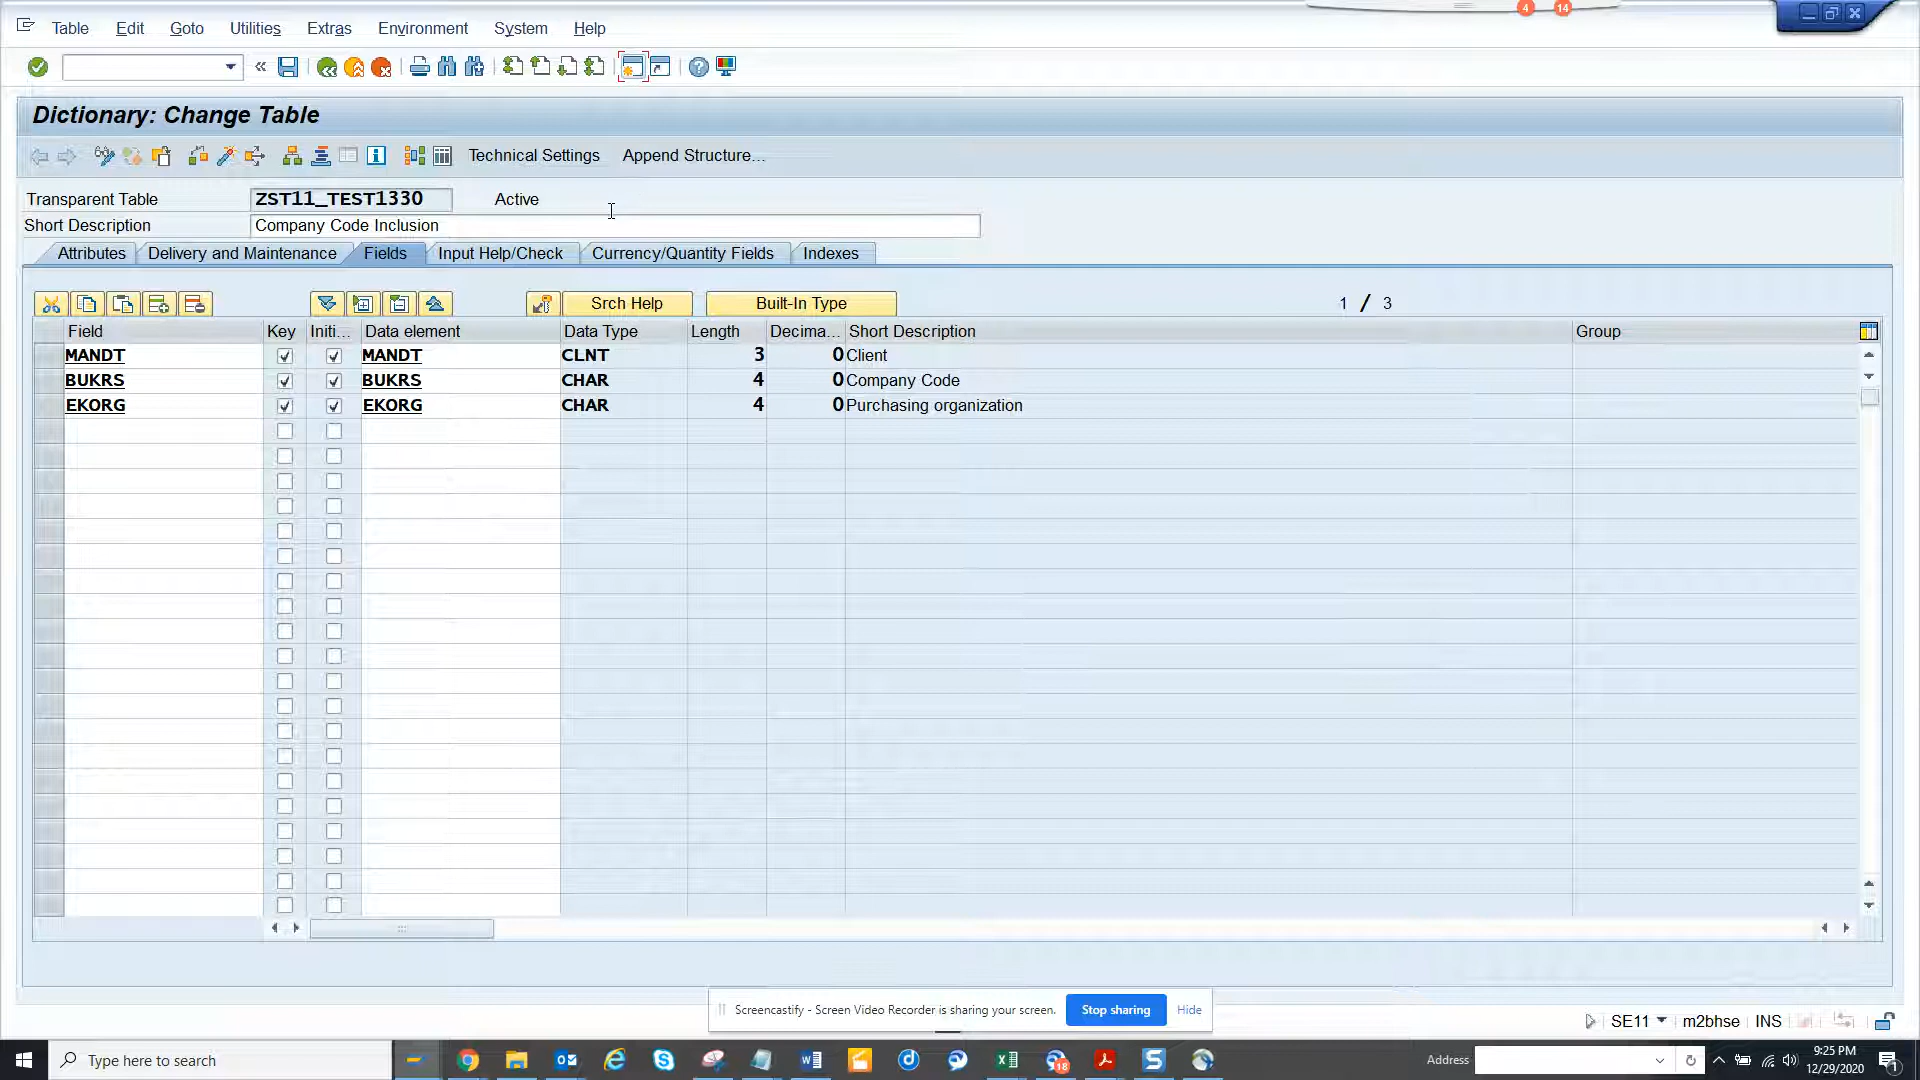 4 14
Table Edit Goto Utilities Extras Environment System Help
Dictionary: Change Table
Technical Settings Append Structure...
Transparent Table ZST11_TEST1330 Active
Short Description Company Code Inclusion
Attributes Delivery and Maintenance Fields Input Help/Check Currency/Quantity Fields Indexes
Srch Help Built-In Type 1 / 3
Field Key Initi... Data element Data Type Length Decima... Short Description Group
MANDT MANDT CLNT 3 0 Client
BUKRS BUKRS CHAR 4 0 Company Code
EKORG EKORG CHAR 4 0 Purchasing organization
Screencastify - Screen Video Recorder is sharing your screen. Stop sharing Hide
SE11 m2bhse INS
Type here to search
18
Address
9:25 PM
12/29/2020
1